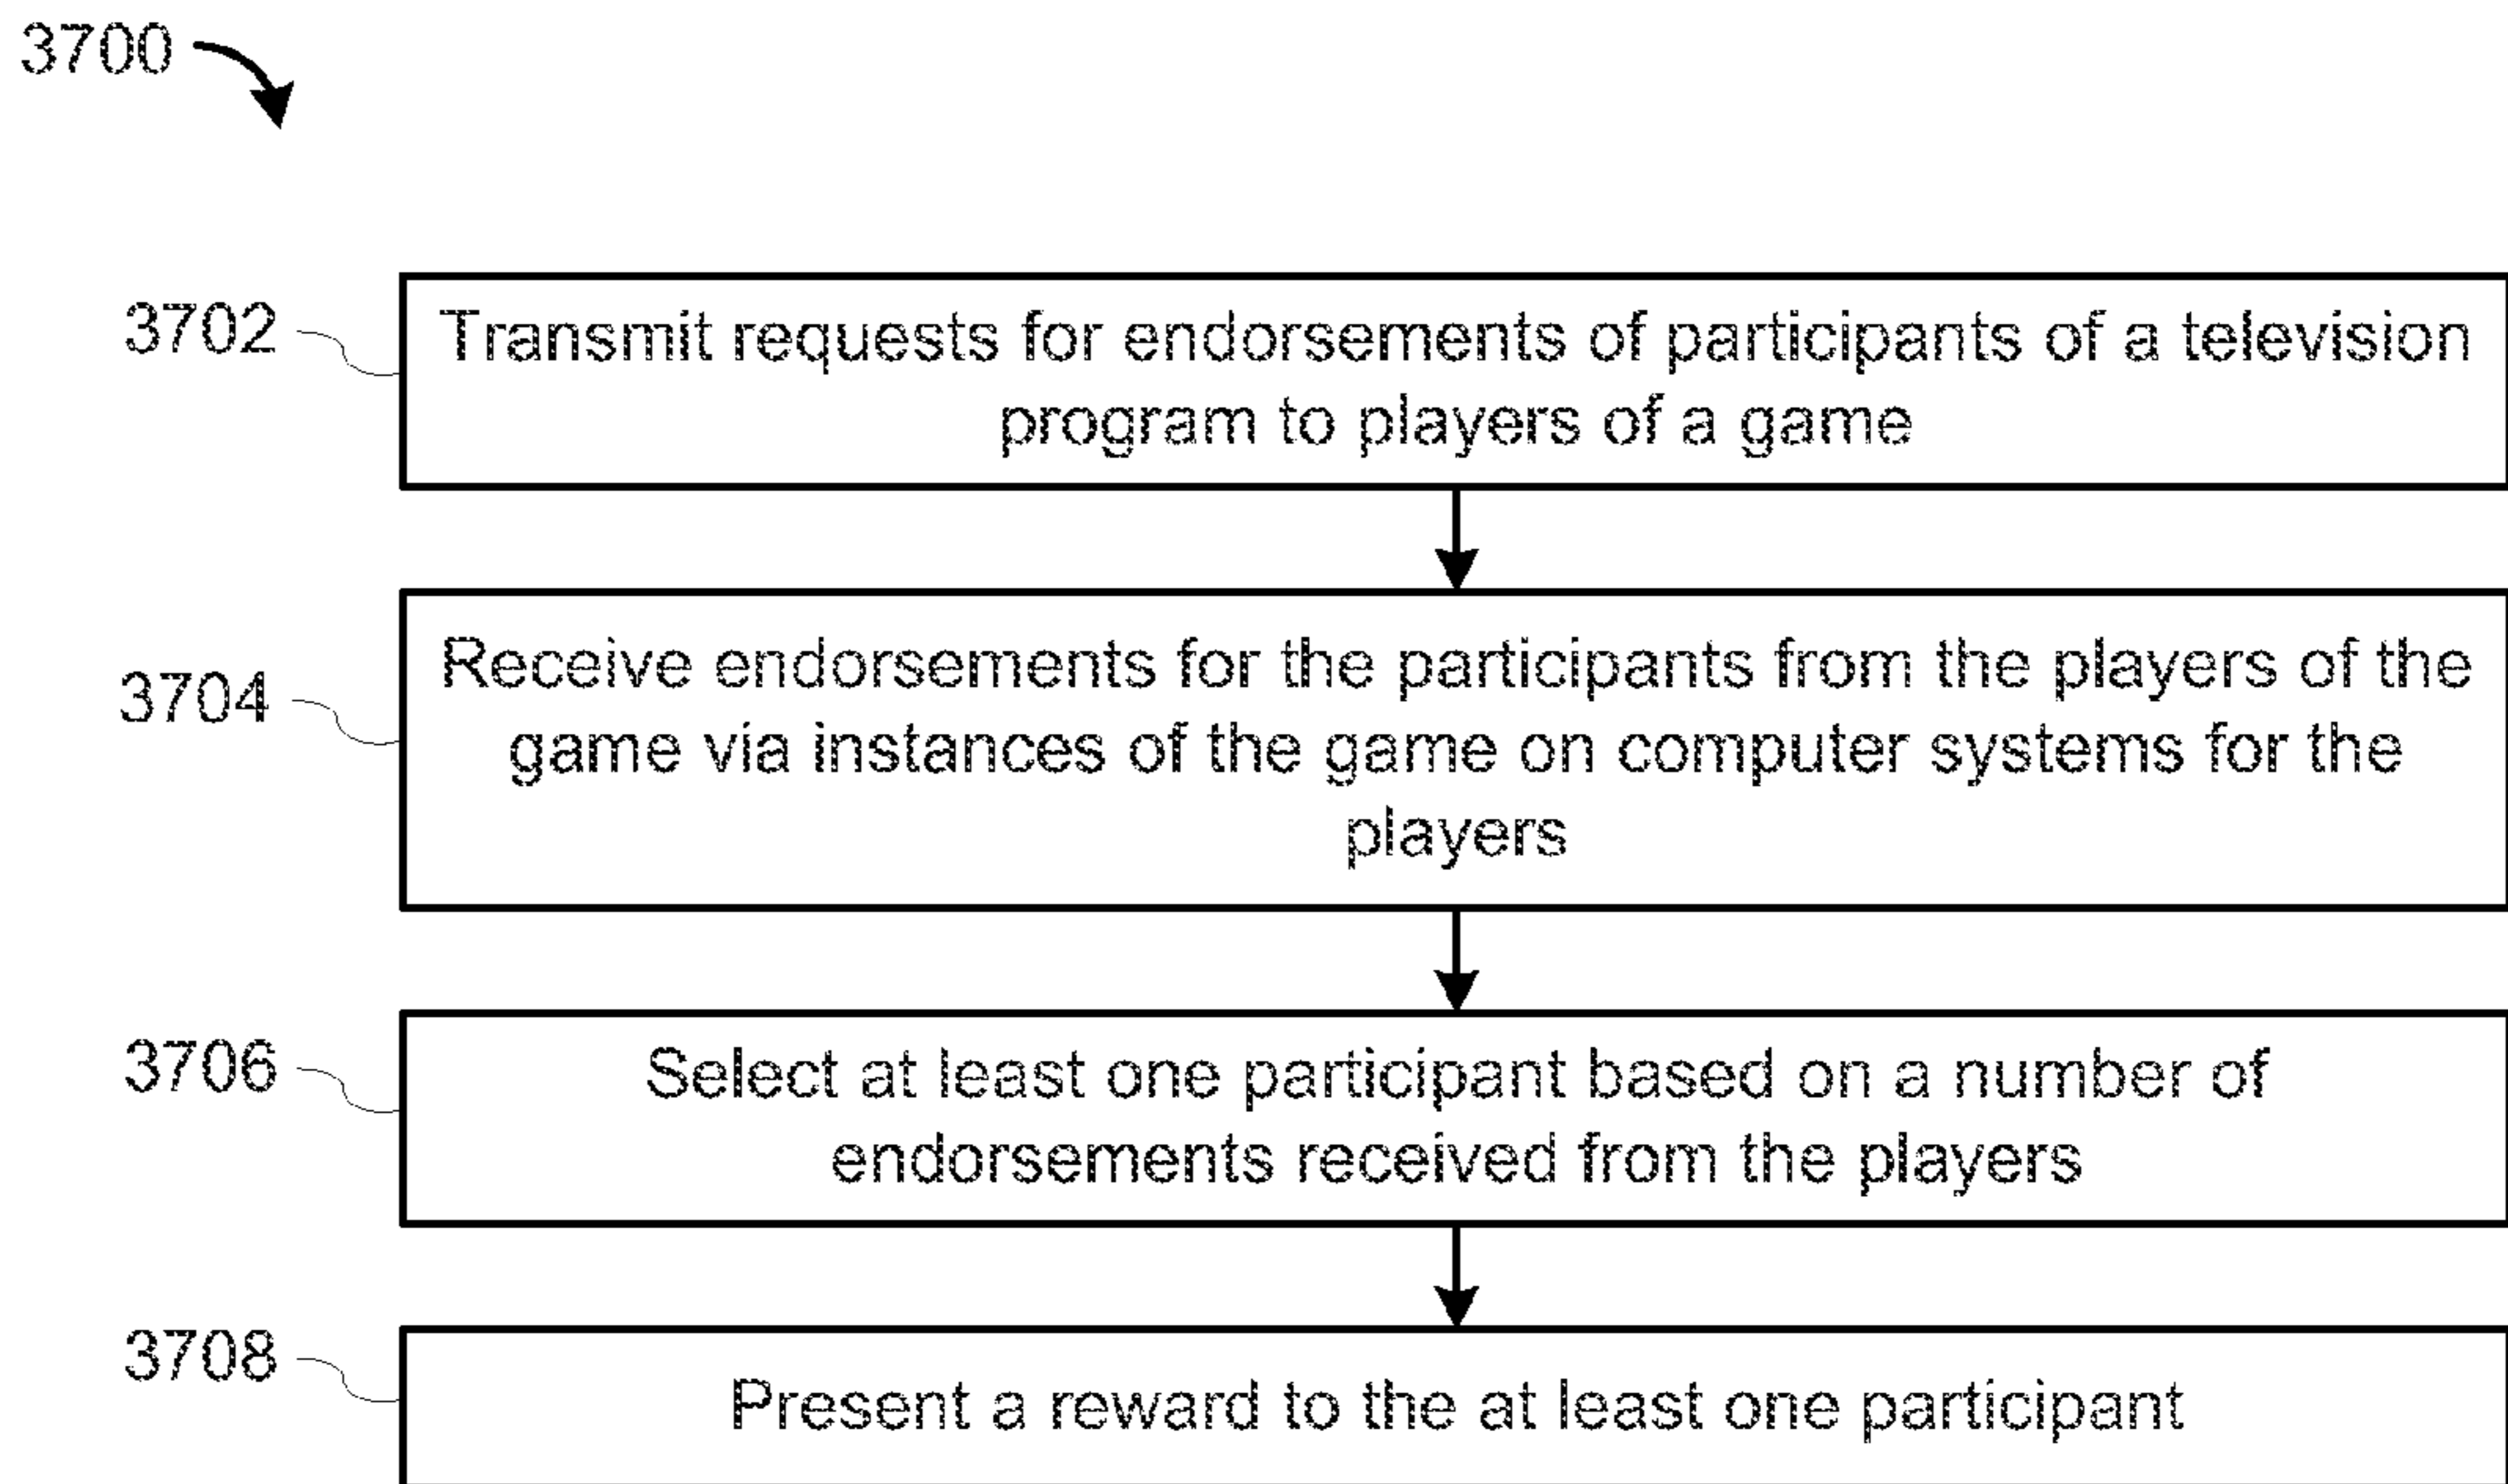 3700
3702
Transmit requests for endorsements of participants of a television
program to players of a game
3704
Receive endorsements for the participants from the players of the
game via instances of the game on computer systems for the
players
3706
Select at least one participant based on a number of
endorsements received from the players
3708
Present a reward to the at least one participant